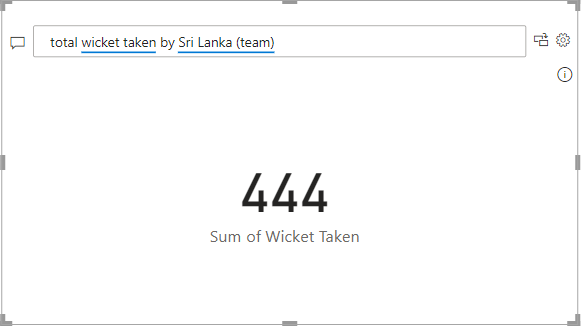 total wicket taken by Sri Lanka (team)
444
Sum of Wicket Taken